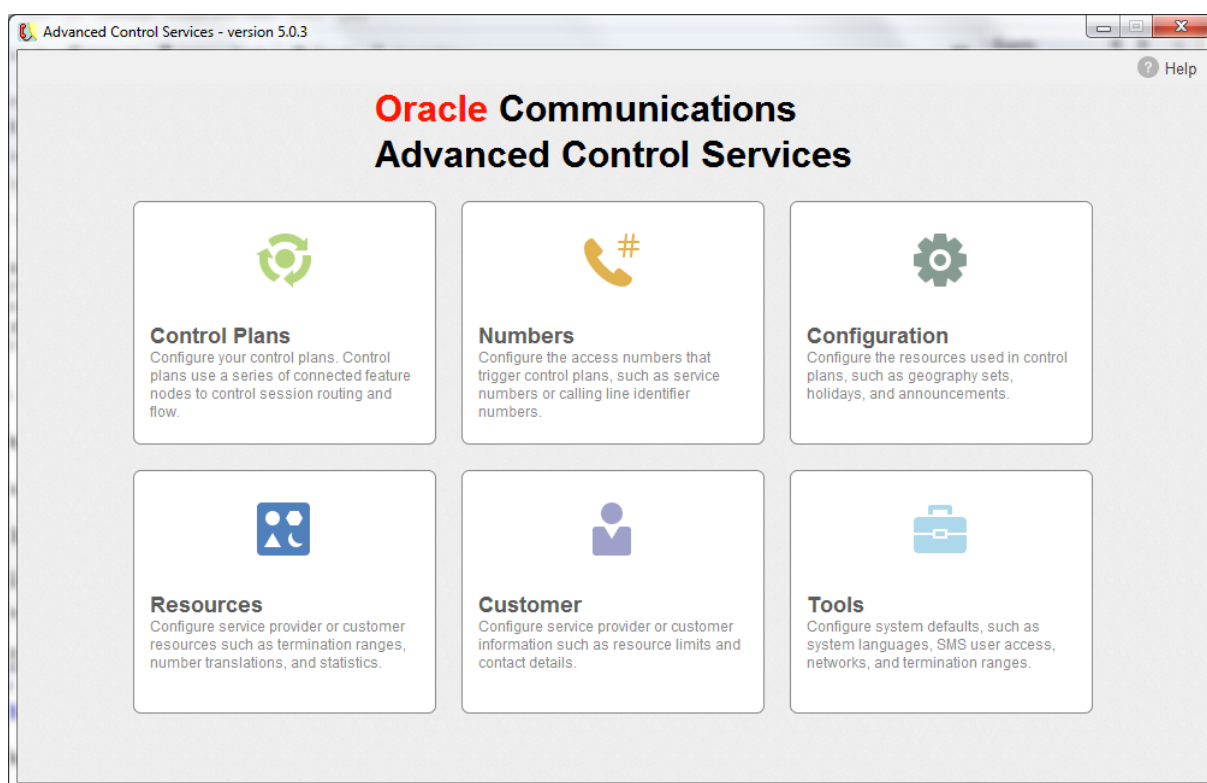 Advanced Control Services - version 5.0.3
? Help
Oracle Communications
Advanced Control Services
#
Control Plans
Configure your control plans. Control
plans use a series of connected feature
nodes to control session routing and
flow.
Numbers
Configure the access numbers that
trigger control plans, such as service
numbers or calling line identifier
numbers.
Configuration
Configure the resources used in control
plans, such as geography sets,
holidays, and announcements.
Resources
Configure service provider or customer
resources such as termination ranges,
number translations, and statistics.
Customer
Configure service provider or customer
information such as resource limits and
contact details.
Tools
Configure system defaults, such as
system languages, SMS user access,
networks, and termination ranges.